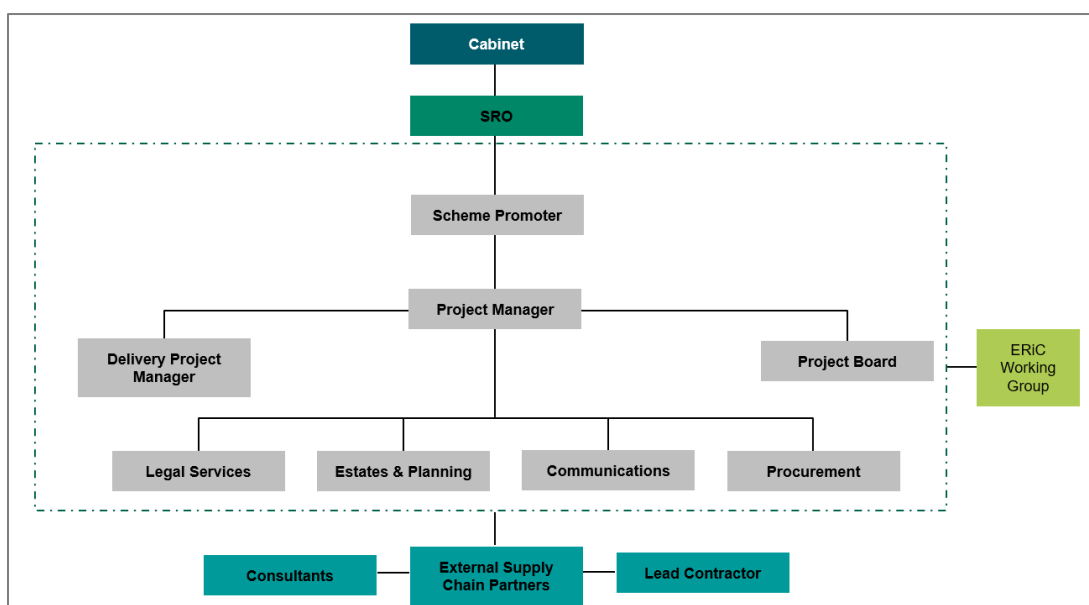 Cabinet
SRO
Scheme Promoter
Project Manager
Delivery Project
Manager
Project Board
ERiC
Working
Group
Legal Services
Estates & Planning
Communications
Procurement
Consultants
External Supply
Chain Partners
Lead Contractor